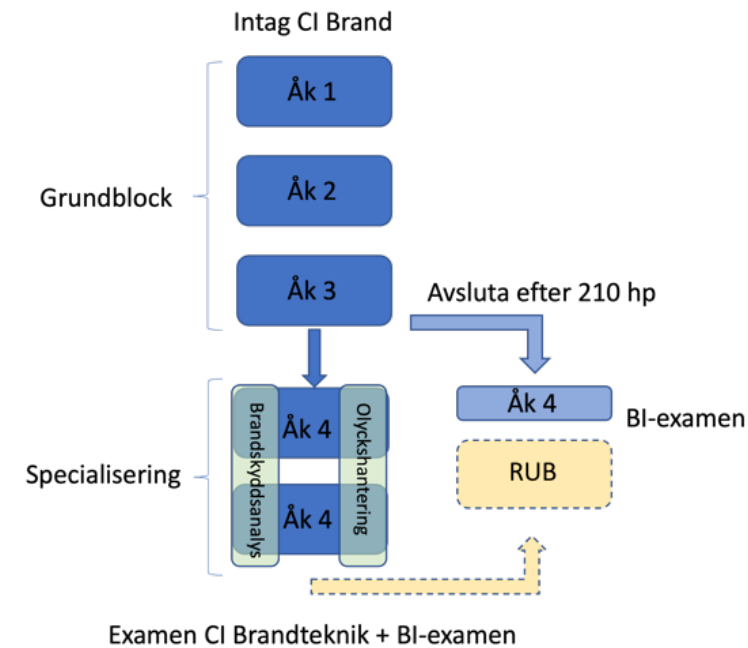 Intag CI Brand
Åk 1
Grundblock
Åk 2
Åk 3
Avsluta efter 210 hp
Specialisering
Brandskyddsanalys
Åk 4
Olyckshantering
Åk 4
Åk 4
BI-examen
RUB
Examen CI Brandteknik + BI-examen